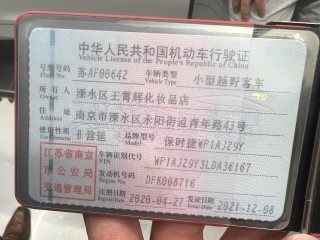 中华人民共和国机动车行驶证
Vehicle License of the People's Republic of China
号牌号码 苏AF00642 车辆类型 小型越野客车
Plate No. Vehicle Type
所有人 溧水区王菁辉化妆品店
Owner
住址 南京市溧水区永阳街道青年路43号
Address
使用性质 非营运 品牌型号 保时捷WP1AJ29Y
Use Character Model
江苏省南京市公安局交通管理局
车辆识别代号 WP1AJ29Y3LDA36167
VIN
发动机号码 DFK008716
Engine No.
注册日期 2020-04-27 发证日期 2021-12-08
Register Date Issue Date